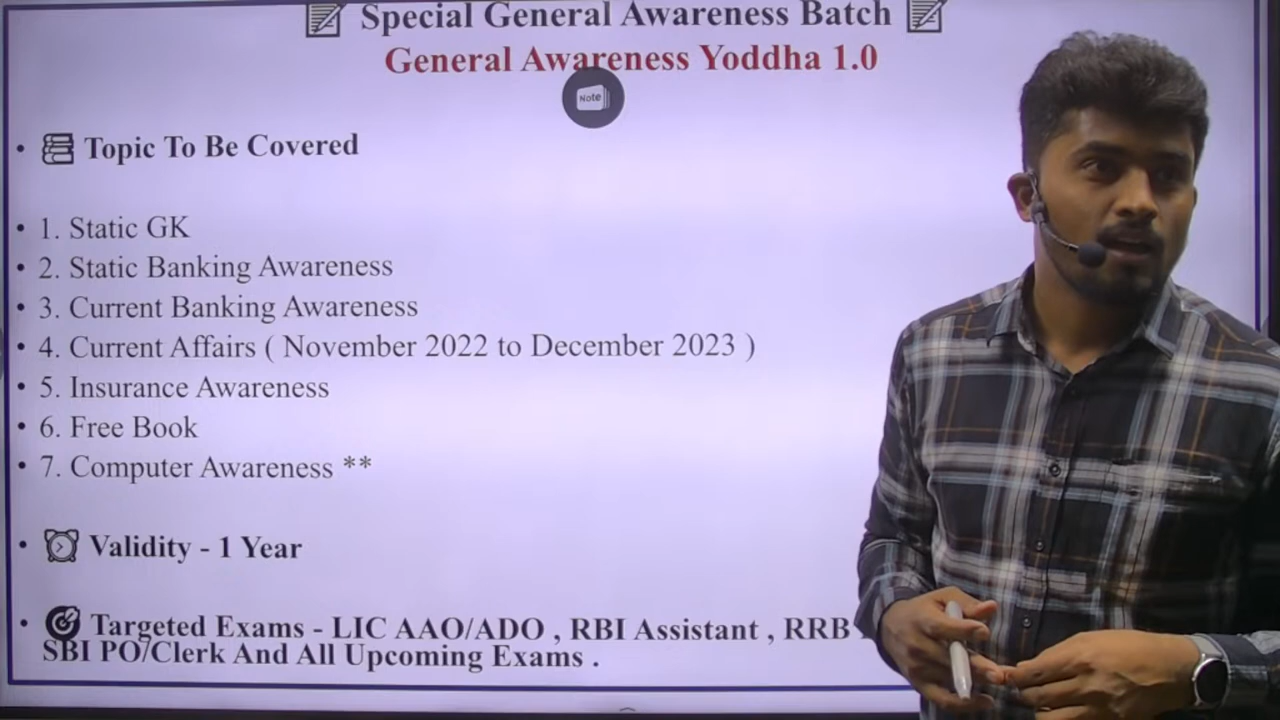 Special General Awareness Batch
General Awareness Yoddha 1.0
Note
• Topic To Be Covered
• 1. Static GK
• 2. Static Banking Awareness
• 3. Current Banking Awareness
• 4. Current Affairs ( November 2022 to December 2023 )
• 5. Insurance Awareness
• 6. Free Book
• 7. Computer Awareness **
• Validity - 1 Year
• Targeted Exams - LIC AAO/ADO , RBI Assistant , RRB
SBI PO/Clerk And All Upcoming Exams .